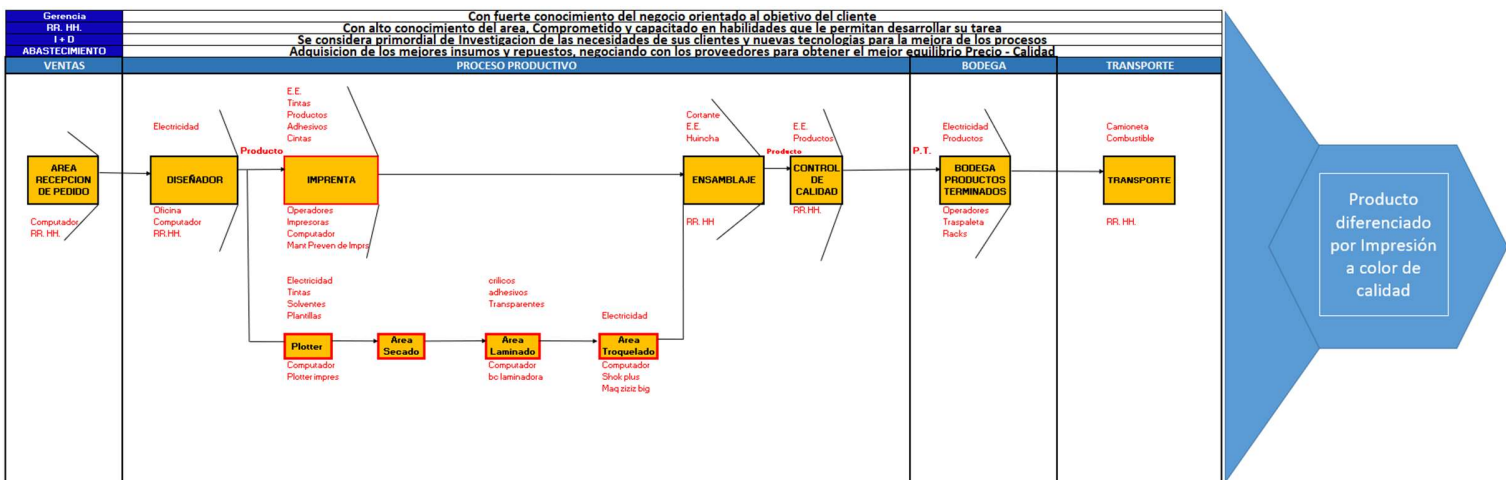 Gerencia
Con fuerte conocimiento del negocio orientado al objetivo del cliente
RR. HH.
Con alto conocimiento del area, Comprometido y capacitado en habilidades que le permitan desarrollar su tarea
I + D
Se considera primordial de Investigacion de las necesidades de sus clientes y nuevas tecnologias para la mejora de los procesos
ABASTECIMIENTO
Adquisicion de los mejores insumos y repuestos, negociando con los proveedores para obtener el mejor equilibrio Precio - Calidad
VENTAS
PROCESO PRODUCTIVO
BODEGA
TRANSPORTE
AREA
RECEPCION
DE PEDIDO
Computador
RR. HH.
Electricidad
DISEÑADOR
Oficina
Computador
RR.HH.
Producto
E.E.
Tintas
Productos
Adhesivos
Cintas
IMPRENTA
Operadores
Impresoras
Computador
Mant Preven de Imprs
Cortante
E.E.
Huincha
ENSAMBLAJE
RR. HH
Producto
E.E.
Productos
CONTROL
DE
CALIDAD
RR.HH.
P.T.
Electricidad
Productos
BODEGA
PRODUCTOS
TERMINADOS
Operadores
Traspaleta
Racks
Camioneta
Combustible
TRANSPORTE
RR. HH.
Electricidad
Tintas
Solventes
Plantillas
Plotter
Computador
Plotter impres
Area
Secado
crilicos
adhesivos
Transparentes
Area
Laminado
Computador
bc laminadora
Electricidad
Area
Troquelado
Computador
Shok plus
Maq ziziz big
Producto
diferenciado
por Impresión
a color de
calidad